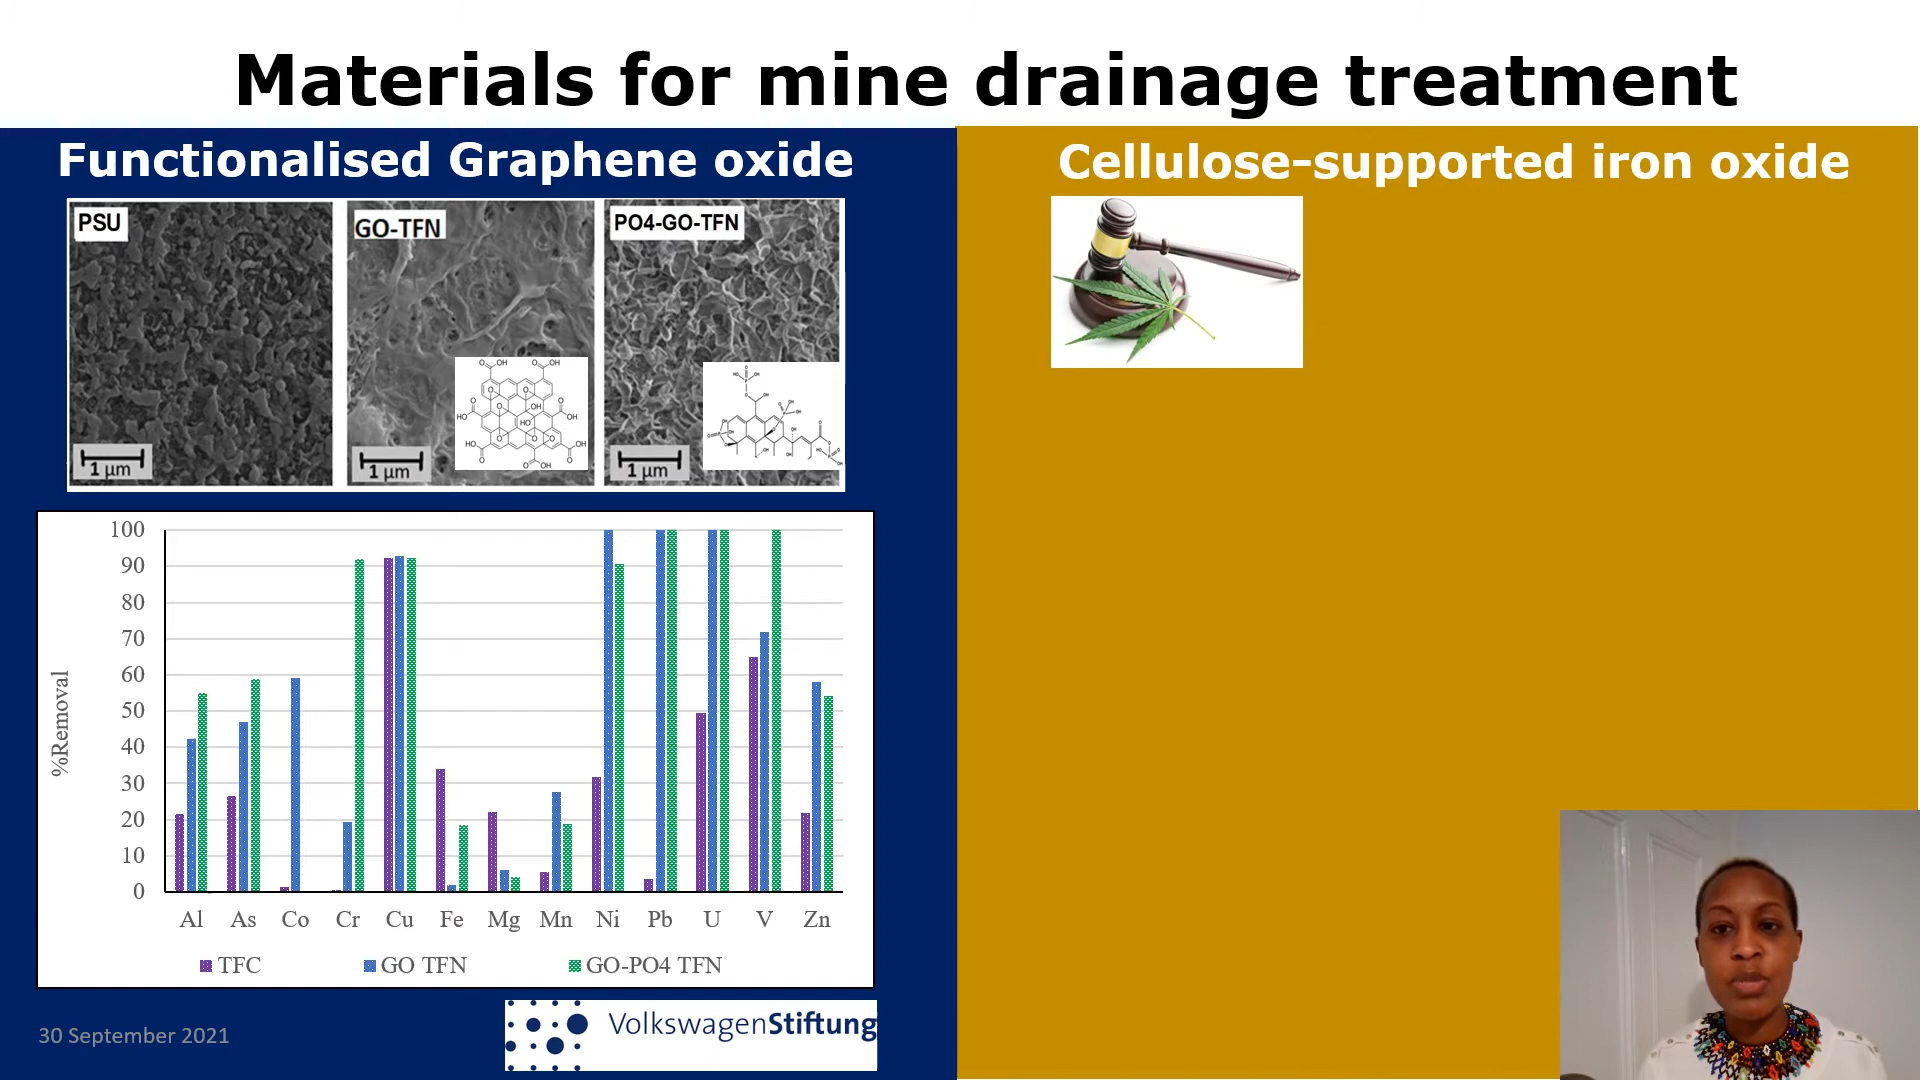 Materials for mine drainage treatment
Functionalised Graphene oxide
PSU
GO-TFN
PO4-GO-TFN
1 µm
1 µm
1 µm
100
90
80
70
60
50
40
30
20
10
0
%Removal
Al As Co Cr Cu Fe Mg Mn Ni Pb U V Zn
TFC GO TFN GO-PO4 TFN
30 September 2021
VolkswagenStiftung
Cellulose-supported iron oxide